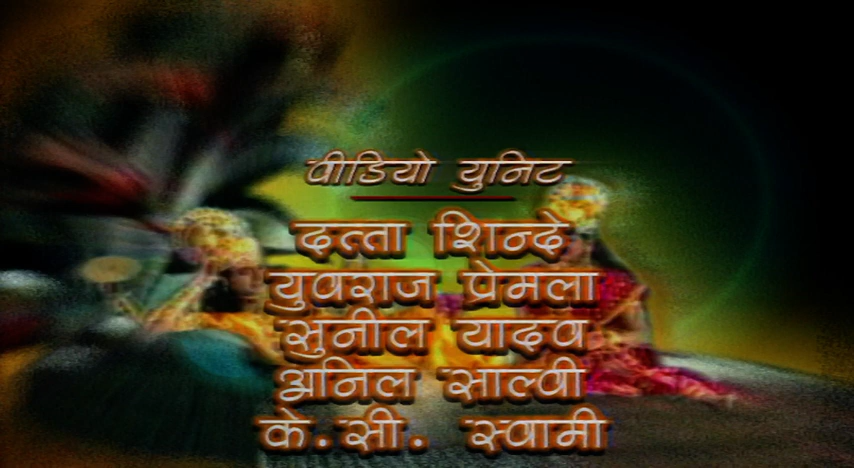 वीडियो युनिट
दत्ता शिन्दे
युवराज प्रेमला
सुनील यादव
अनिल साल्वी
के. सी. स्वामी